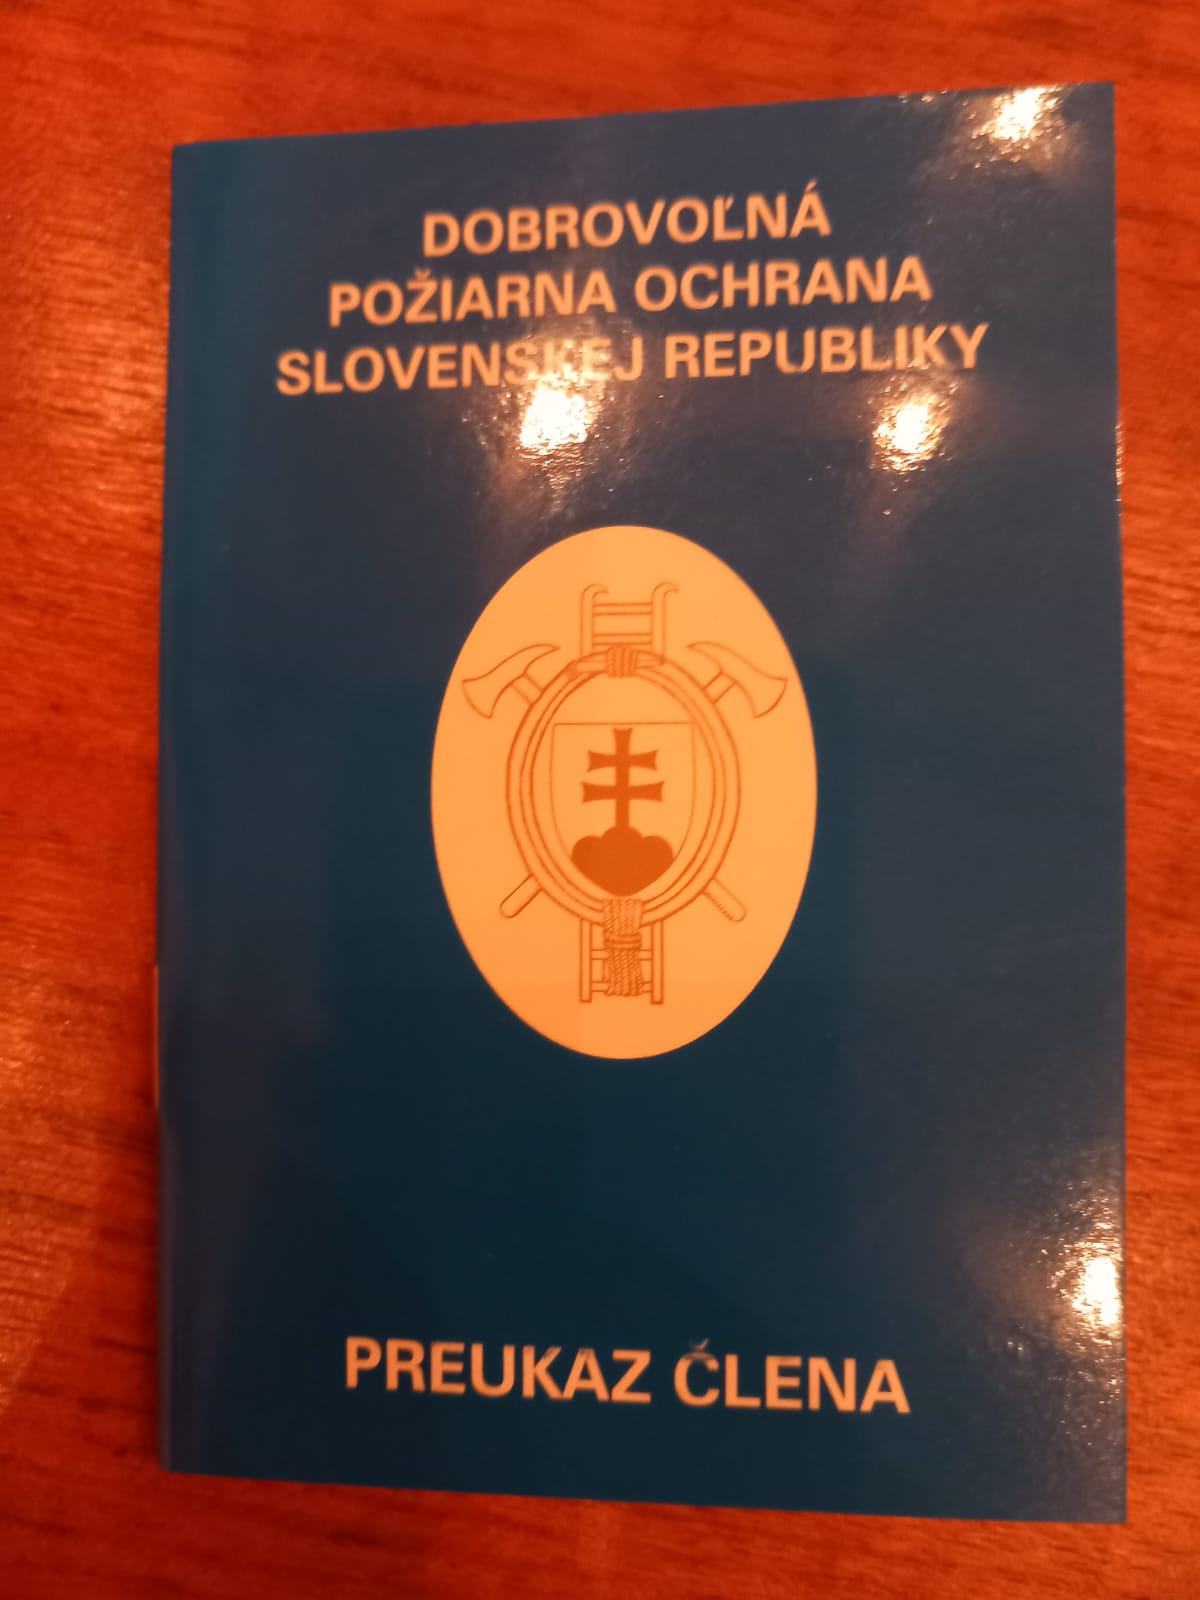 DOBROVOĽNÁ
POŽIARNA OCHRANA
SLOVENSKEJ REPUBLIKY
PREUKAZ ČLENA